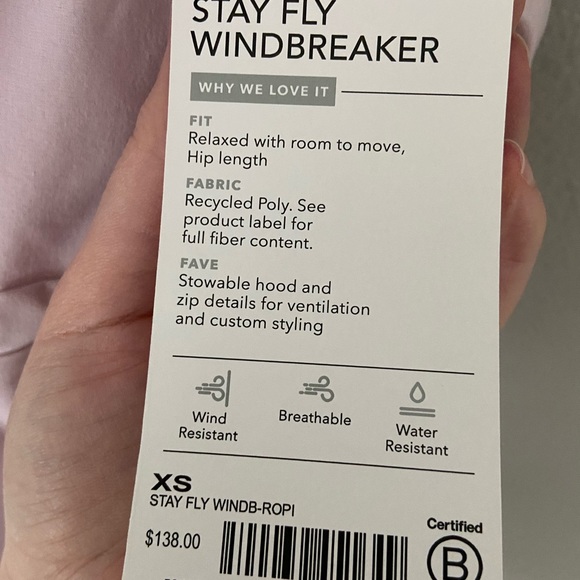 STAY FLY
WINDBREAKER
WHY WE LOVE IT
FIT
Relaxed with room to move,
Hip length
FABRIC
Recycled Poly. See
product label for
full fiber content.
FAVE
Stowable hood and
zip details for ventilation
and custom styling
Wind
Resistant
Breathable
Water
Resistant
XS
STAY FLY WINDB-ROPI
$138.00
Certified
B